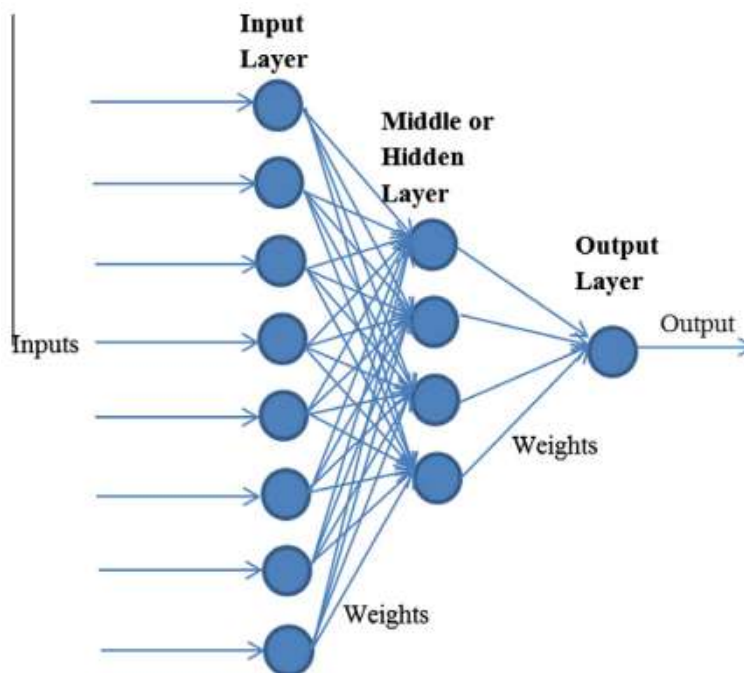 Input
Layer
Middle or
Hidden
Layer
Output
Layer
Inputs
Output
Weights
Weights